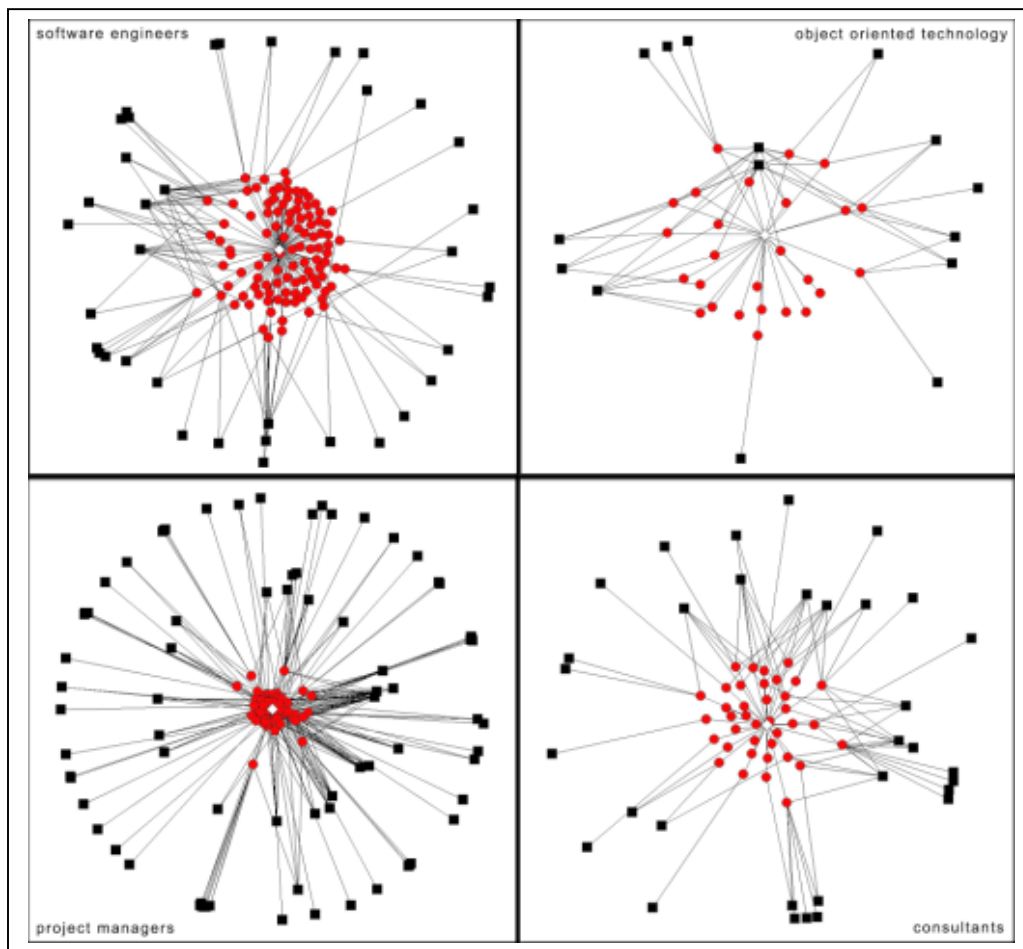 software engineers
object oriented technology
project managers
consultants